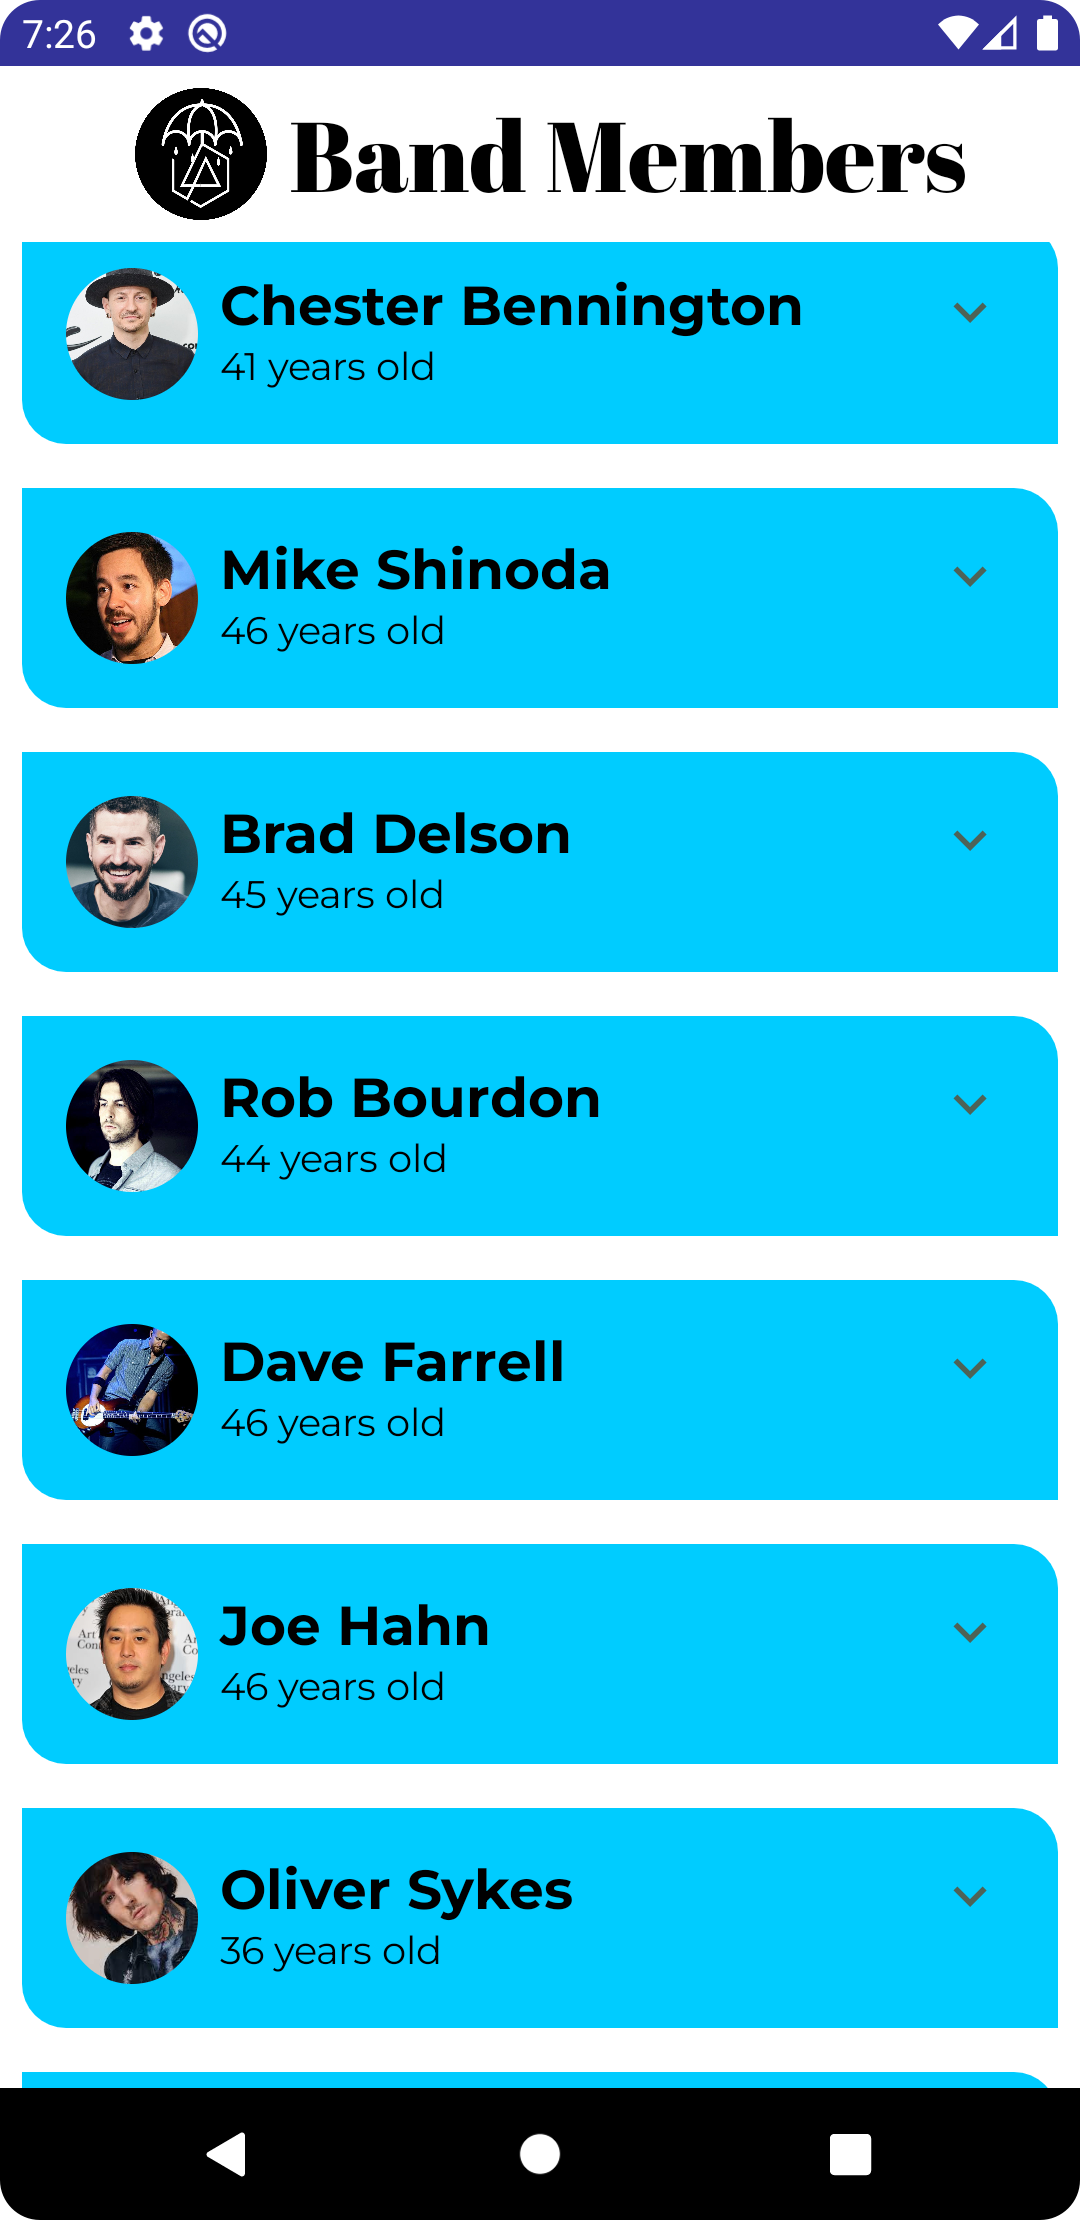 7:26
Band Members
Chester Bennington
41 years old
Mike Shinoda
46 years old
Brad Delson
45 years old
Rob Bourdon
44 years old
Dave Farrell
46 years old
Joe Hahn
46 years old
Oliver Sykes
36 years old